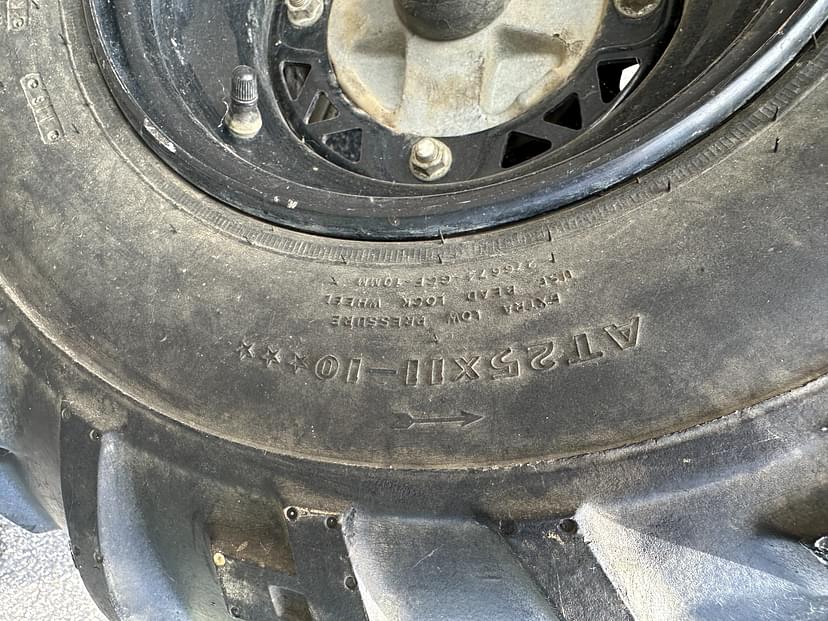 AT25X11-10***
EXTRA LOW PRESSURE
USE BEAD LOCK WHEEL